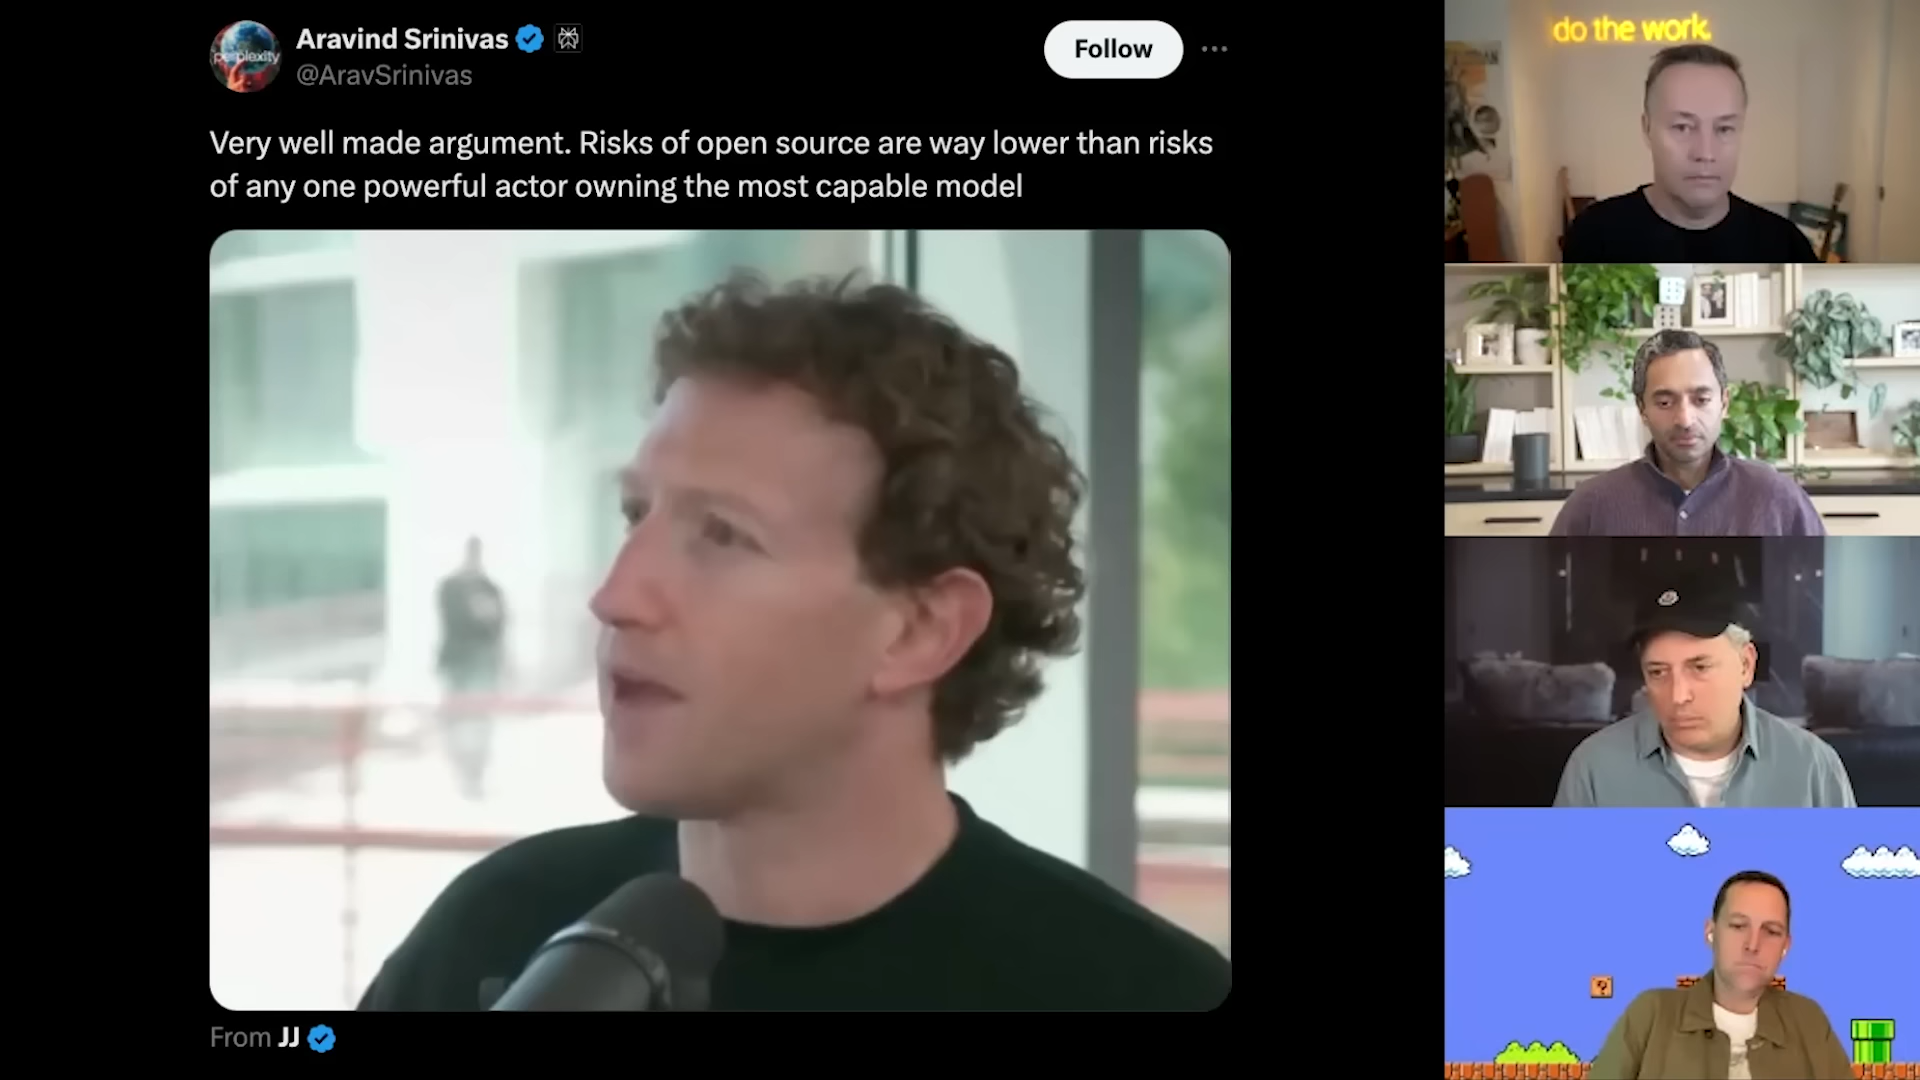 do the work.
perplexity
Aravind Srinivas
@AravSrinivas
Follow
Very well made argument. Risks of open source are way lower than risks
of any one powerful actor owning the most capable model
From JJ
?